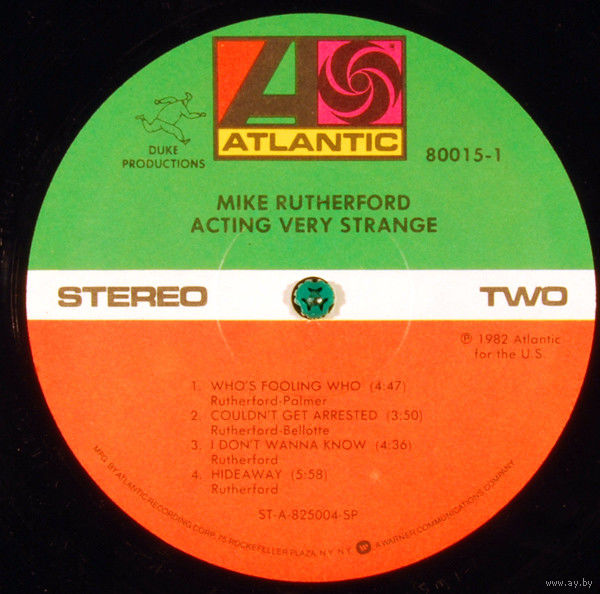 ATLANTIC
DUKE
PRODUCTIONS
80015-1
MIKE RUTHERFORD
ACTING VERY STRANGE
STEREO
TWO
℗ 1982 Atlantic
for the U.S.
1. WHO'S FOOLING WHO (4:47)
Rutherford-Palmer
2. COULDN'T GET ARRESTED (3:50)
Rutherford-Bellotte
3. I DON'T WANNA KNOW (4:36)
Rutherford
4. HIDEAWAY (5:58)
Rutherford
ST-A-825004-SP
MFG. BY ATLANTIC RECORDING CORP., 75 ROCKEFELLER PLAZA, N.Y. N.Y. A WARNER COMMUNICATIONS COMPANY
www.ay.by